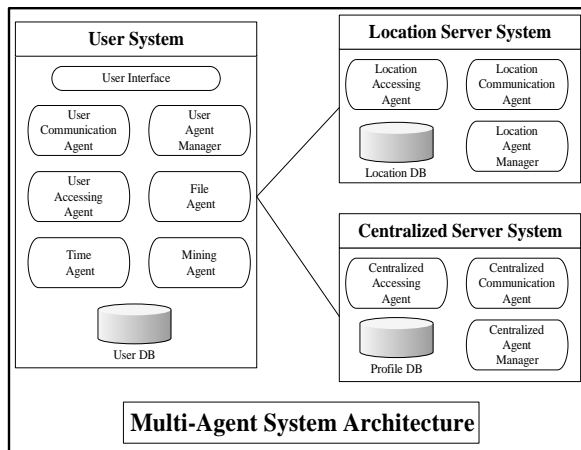 User System
User Interface
User
Communication
Agent
User
Agent
Manager
User
Accessing
Agent
File
Agent
Time
Agent
Mining
Agent
User DB
Location Server System
Location
Accessing
Agent
Location
Communication
Agent
Location DB
Location
Agent
Manager
Centralized Server System
Centralized
Accessing
Agent
Centralized
Communication
Agent
Profile DB
Centralized
Agent
Manager
Multi-Agent System Architecture